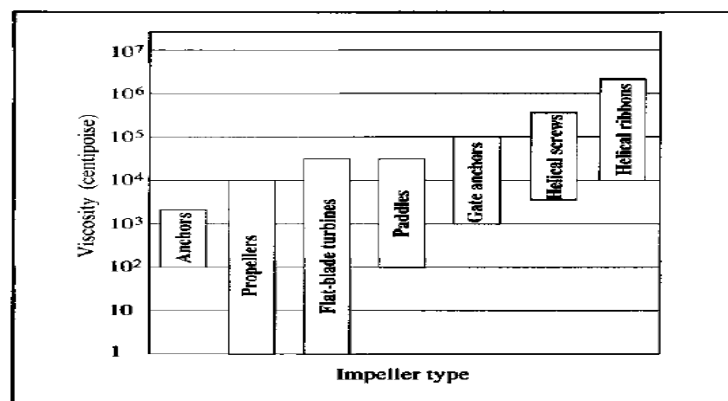 10⁷
10⁶
10⁵
10⁴
10³
10²
10
1
Viscosity (centipoise)
Anchors
Propellers
Flat-blade turbines
Paddles
Gate anchors
Helical screws
Helical ribbons
Impeller type